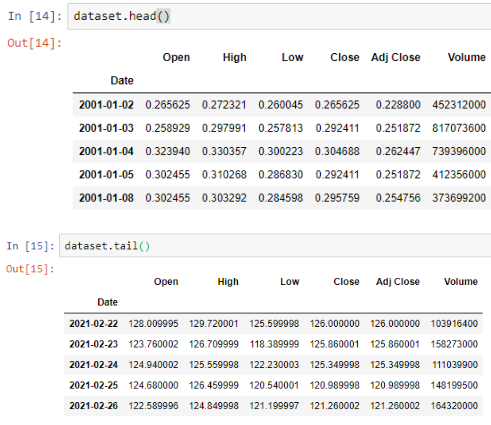 In [14]: dataset.head()
Out[14]:
Open High Low Close Adj Close Volume
Date
2001-01-02 0.265625 0.272321 0.260045 0.265625 0.228800 452312000
2001-01-03 0.258929 0.297991 0.257813 0.292411 0.251872 817073600
2001-01-04 0.323940 0.330357 0.300223 0.304688 0.262447 739396000
2001-01-05 0.302455 0.310268 0.286830 0.292411 0.251872 412356000
2001-01-08 0.302455 0.303292 0.284598 0.295759 0.254756 373699200
In [15]: dataset.tail()
Out[15]:
Open High Low Close Adj Close Volume
Date
2021-02-22 128.009995 129.720001 125.599998 126.000000 126.000000 103916400
2021-02-23 123.760002 126.709999 118.389999 125.860001 125.860001 158273000
2021-02-24 124.940002 125.559998 122.230003 125.349998 125.349998 111039900
2021-02-25 124.680000 126.459999 120.540001 120.989998 120.989998 148199500
2021-02-26 122.589996 124.849998 121.199997 121.260002 121.260002 164320000